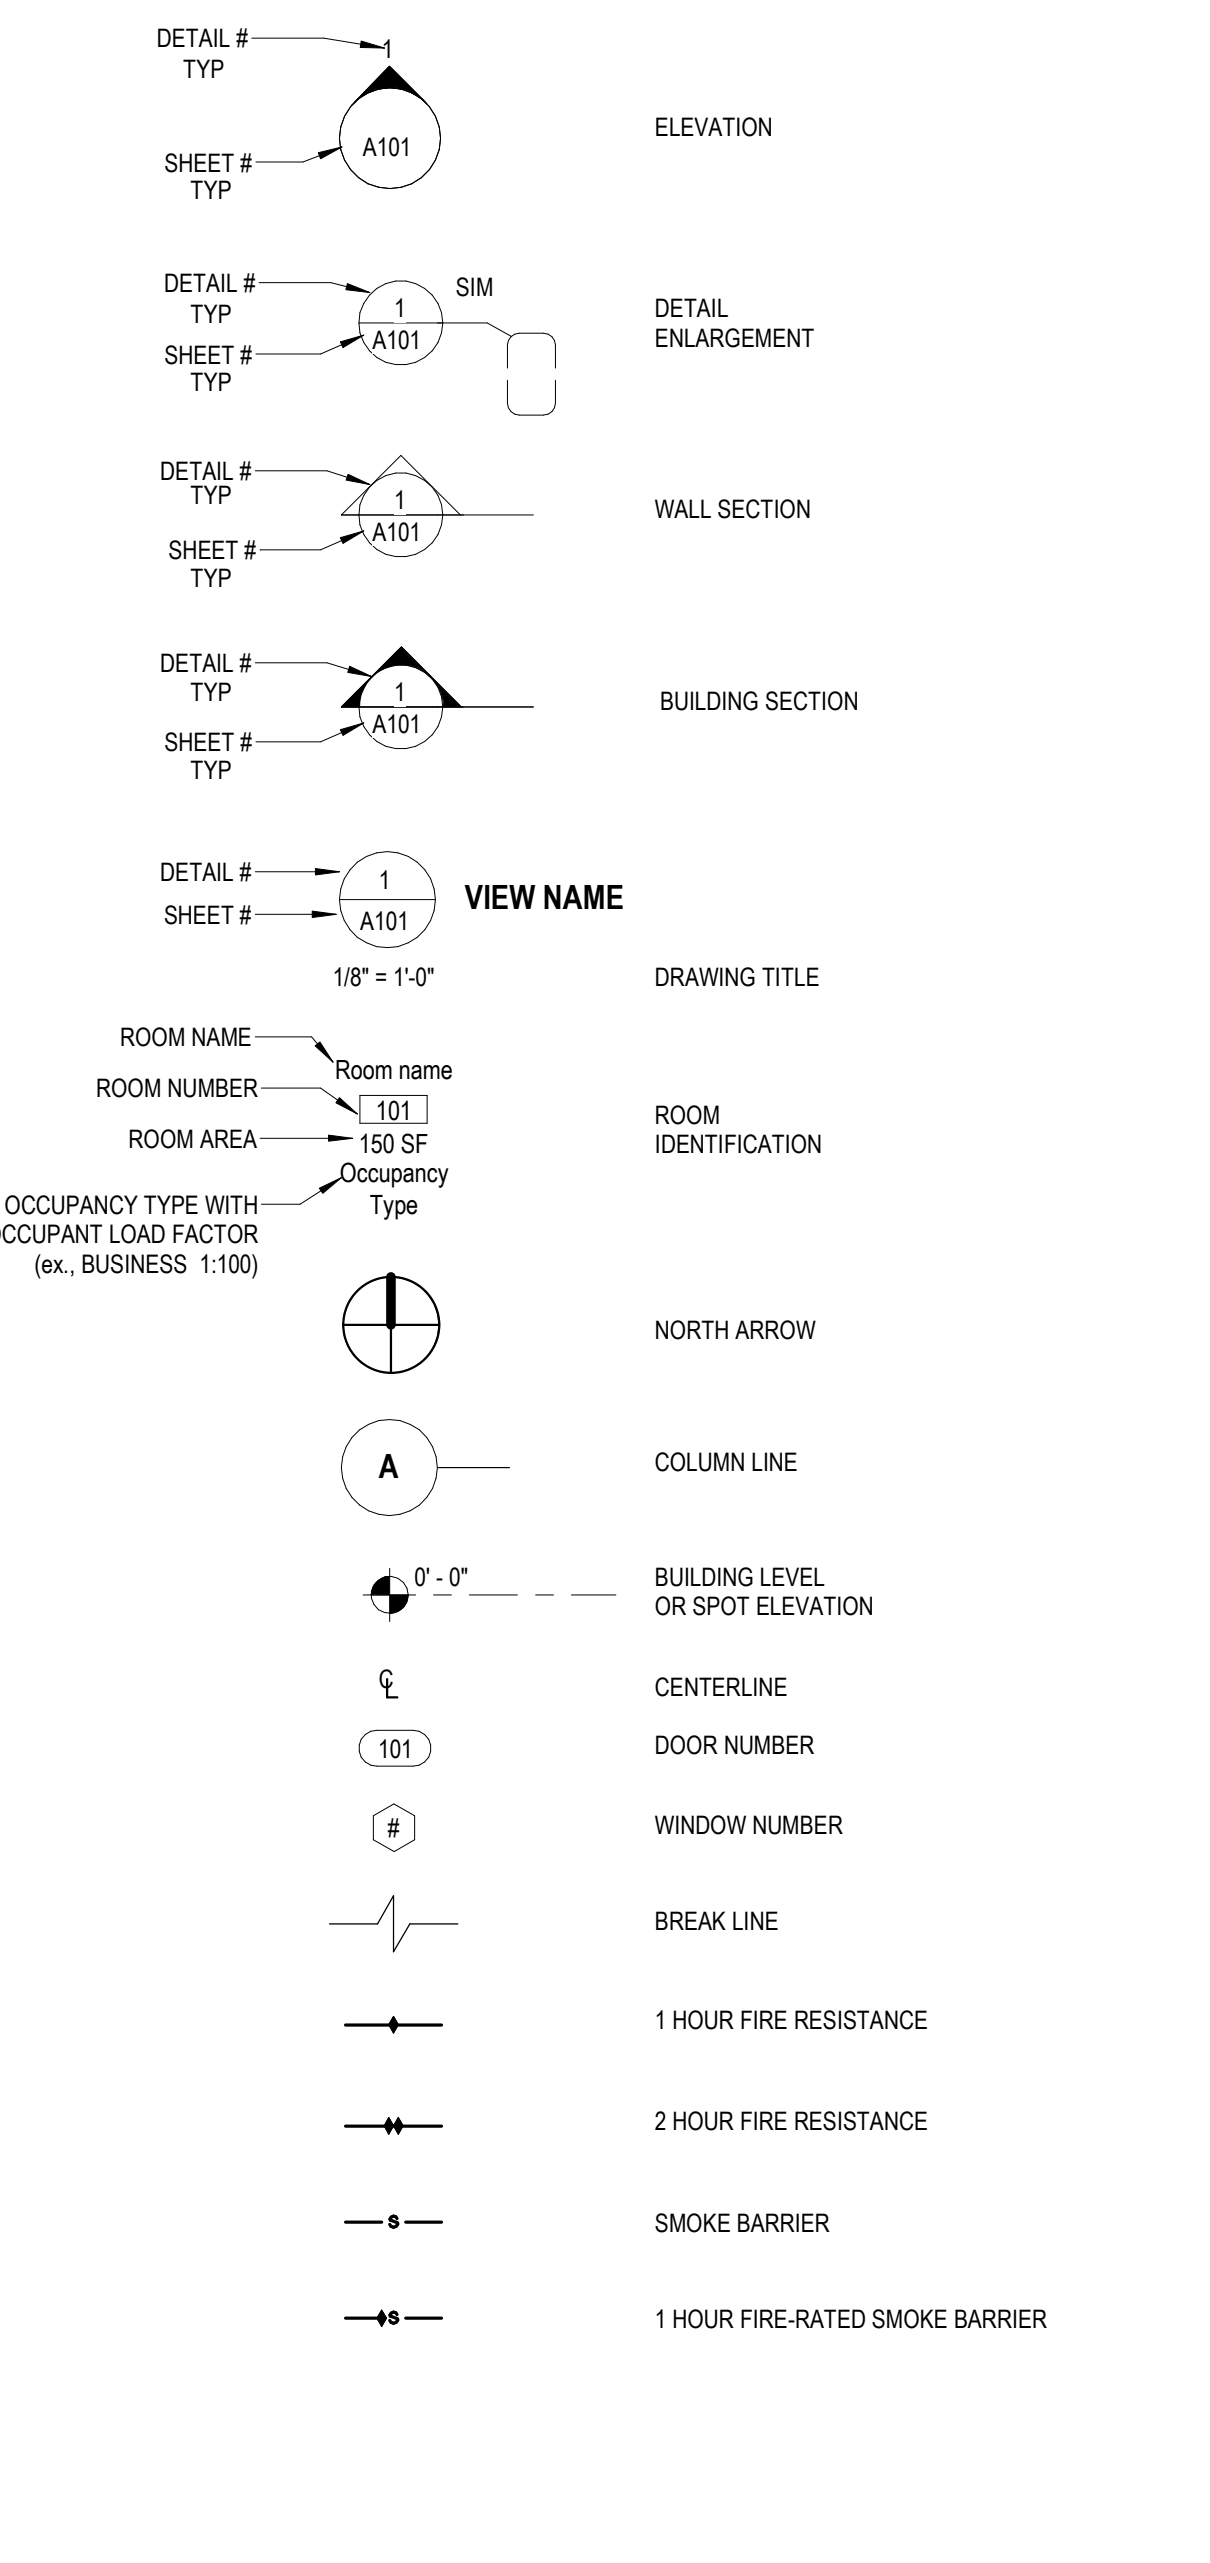 DETAIL #
TYP
1
A101
SHEET #
TYP
ELEVATION
DETAIL #
TYP
SHEET #
TYP
1
A101
SIM
DETAIL
ENLARGEMENT
DETAIL #
TYP
SHEET #
TYP
1
A101
WALL SECTION
DETAIL #
TYP
SHEET #
TYP
1
A101
BUILDING SECTION
DETAIL #
SHEET #
1
A101
VIEW NAME
1/8" = 1'-0"
DRAWING TITLE
ROOM NAME
ROOM NUMBER
ROOM AREA
OCCUPANCY TYPE WITH
OCCUPANT LOAD FACTOR
(ex., BUSINESS 1:100)
Room name
101
150 SF
Occupancy
Type
ROOM
IDENTIFICATION
NORTH ARROW
A
COLUMN LINE
0' - 0"
BUILDING LEVEL
OR SPOT ELEVATION
℄
CENTERLINE
101
DOOR NUMBER
#
WINDOW NUMBER
BREAK LINE
1 HOUR FIRE RESISTANCE
2 HOUR FIRE RESISTANCE
S
SMOKE BARRIER
S
1 HOUR FIRE-RATED SMOKE BARRIER